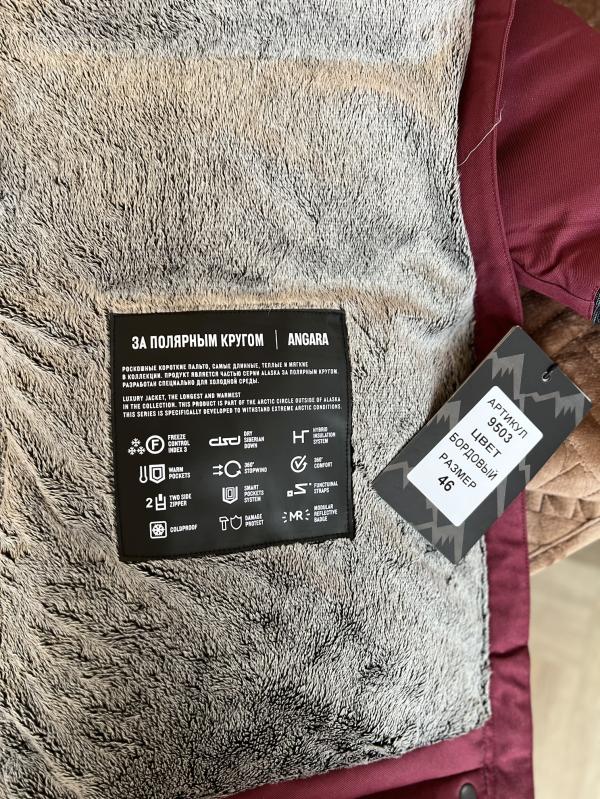 ЗА ПОЛЯРНЫМ КРУГОМ | ANGARA
РОСКОШНЫЕ КОРОТКИЕ ПАЛЬТО, САМЫЕ ДЛИННЫЕ, ТЕПЛЫЕ И МЯГКИЕ
В КОЛЛЕКЦИИ. ПРОДУКТ ЯВЛЯЕТСЯ ЧАСТЬЮ СЕРИИ ALASKA ЗА ПОЛЯРНЫМ КРУГОМ.
РАЗРАБОТАН СПЕЦИАЛЬНО ДЛЯ ХОЛОДНОЙ СРЕДЫ.
LUXURY JACKET, THE LONGEST AND WARMEST
IN THE COLLECTION. THIS PRODUCT IS PART OF THE ARCTIC CIRCLE OUTSIDE OF ALASKA
THIS SERIES IS SPECIFICALLY DEVELOPED TO WITHSTAND EXTREME ARCTIC CONDITIONS.
F
FREEZE
CONTROL
INDEX 3
DRY
SIBERIAN
DOWN
H
HYBRID
INSULATION
SYSTEM
WARM
POCKETS
360°
STOPWIND
360°
COMFORT
2
TWO SIDE
ZIPPER
SMART
POCKETS
SYSTEM
FUNCTUINAL
STRAPS
COLDPROOF
DAMAGE
PROTECT
MR
MODULAR
REFLECTIVE
BADGE
АРТИКУЛ
9503
ЦВЕТ
БОРДОВЫЙ
РАЗМЕР
46